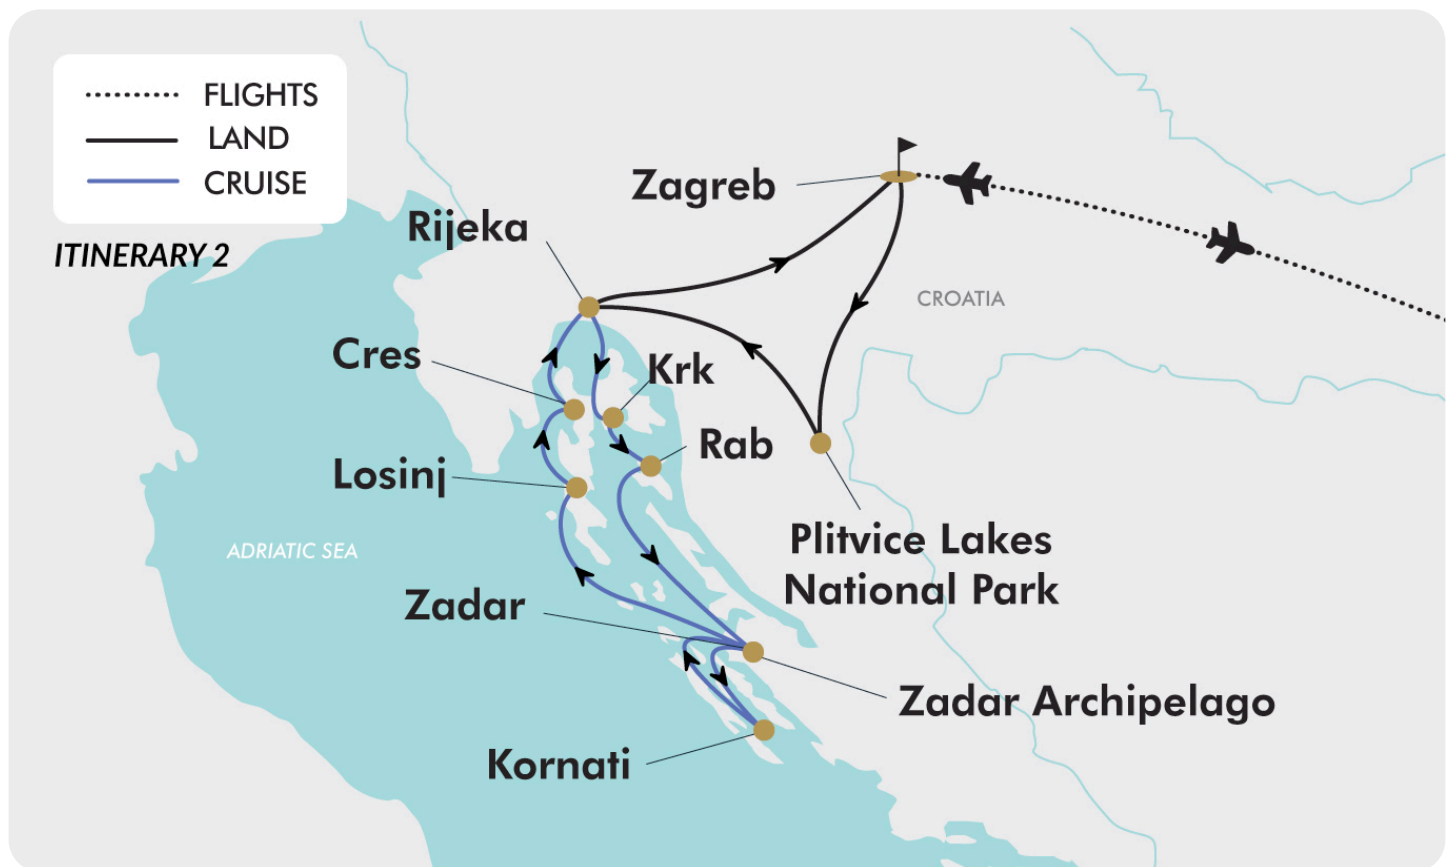 FLIGHTS
LAND
CRUISE
ITINERARY 2
Zagreb
Rijeka
CROATIA
Cres
Krk
Rab
Losinj
Plitvice Lakes
National Park
ADRIATIC SEA
Zadar
Zadar Archipelago
Kornati